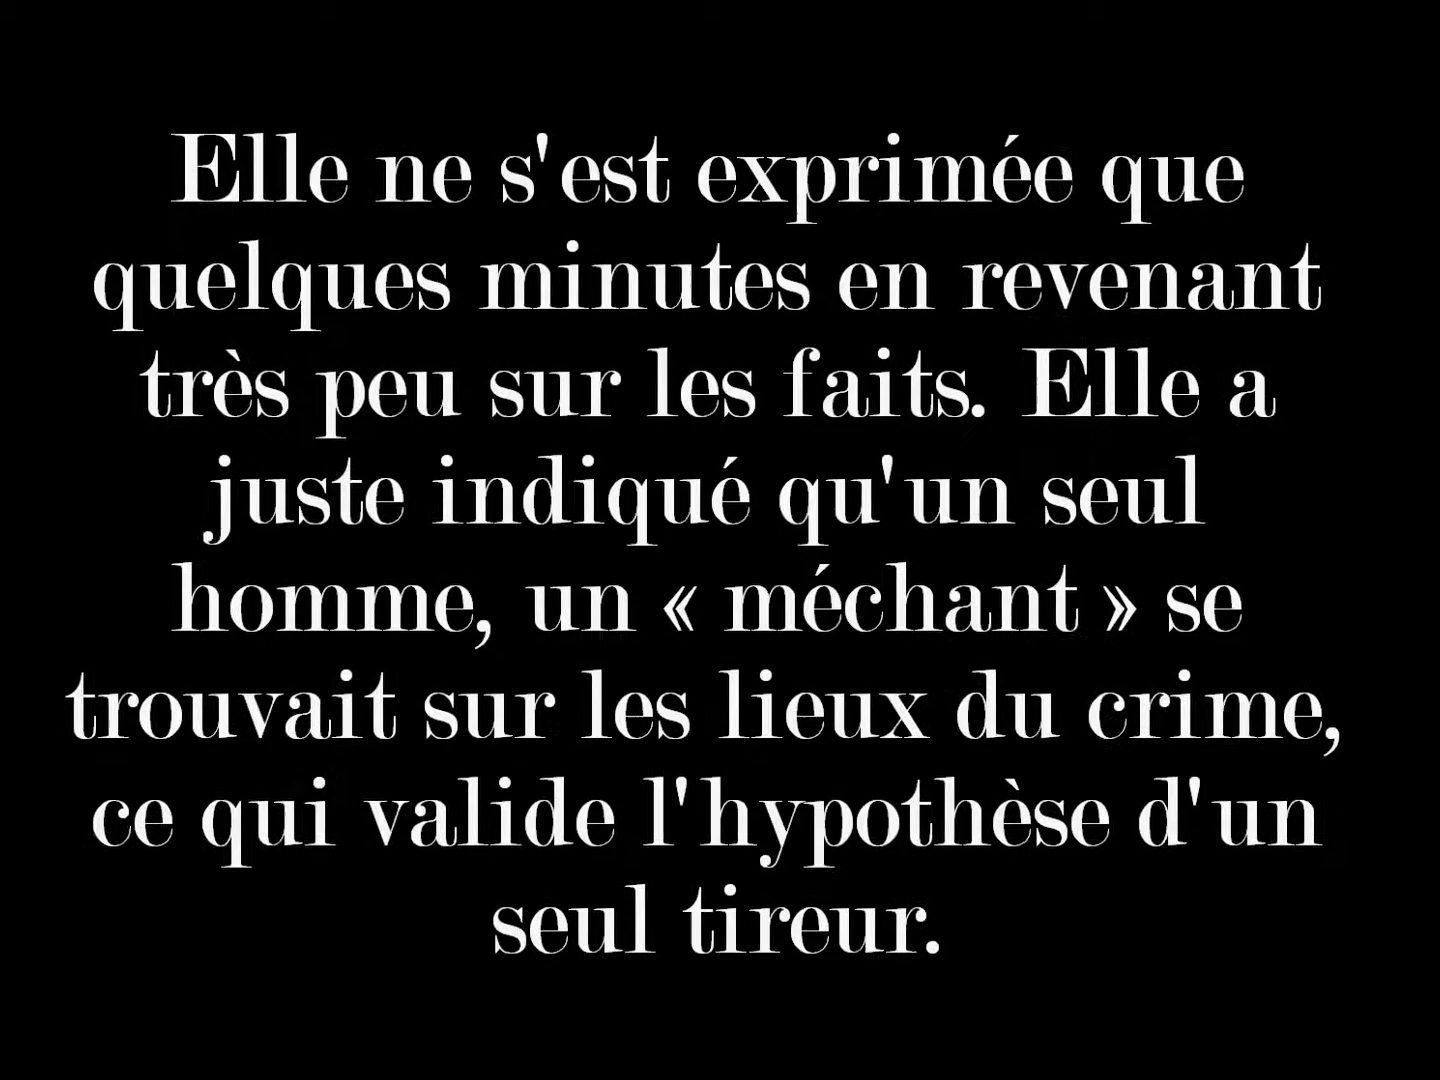 Elle ne s'est exprimée que
quelques minutes en revenant
très peu sur les faits. Elle a
juste indiqué qu'un seul
homme, un « méchant » se
trouvait sur les lieux du crime,
ce qui valide l'hypothèse d'un
seul tireur.